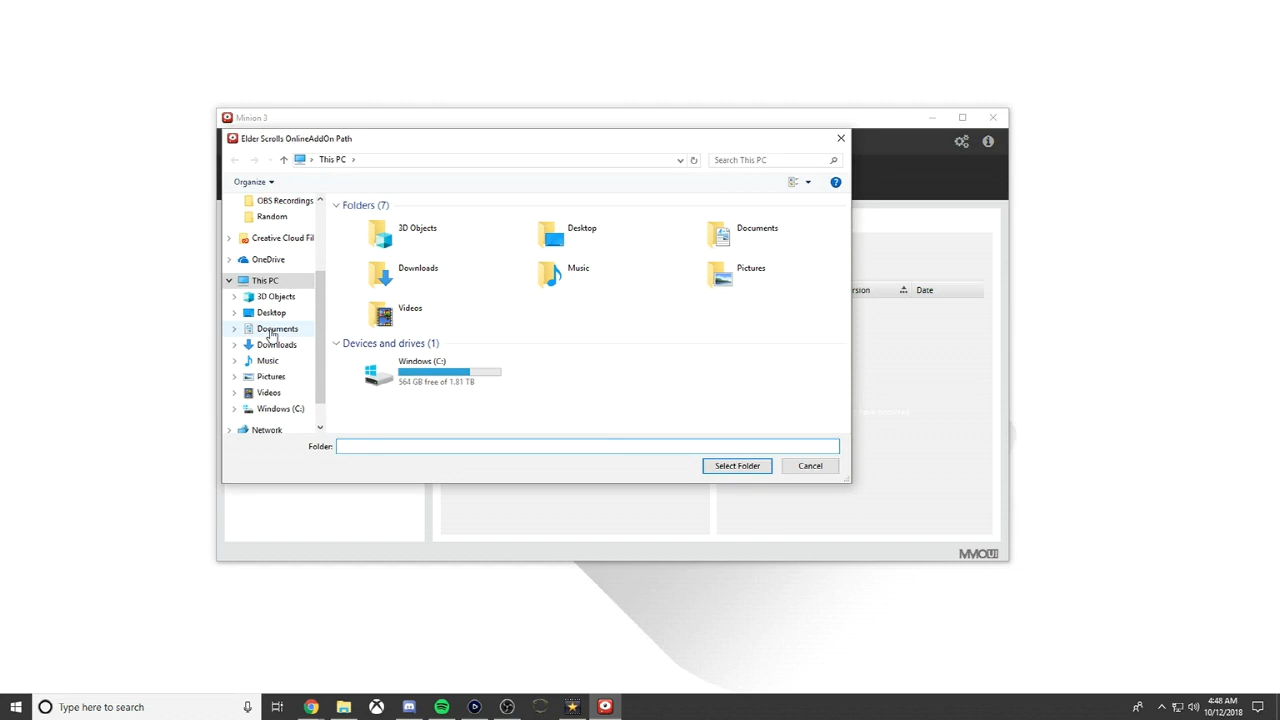 Minion 3
Elder Scrolls OnlineAddOn Path
This PC
Search This PC
Organize
OBS Recordings
Random
Creative Cloud Fil
OneDrive
This PC
3D Objects
Desktop
Documents
Downloads
Music
Pictures
Videos
Windows (C:)
Network
Folders (7)
3D Objects
Desktop
Documents
Downloads
Music
Pictures
Videos
Devices and drives (1)
Windows (C:)
564 GB free of 1.81 TB
rsion
Date
Folder:
Select Folder
Cancel
MMOUI
Type here to search
4:48 AM
10/12/2018